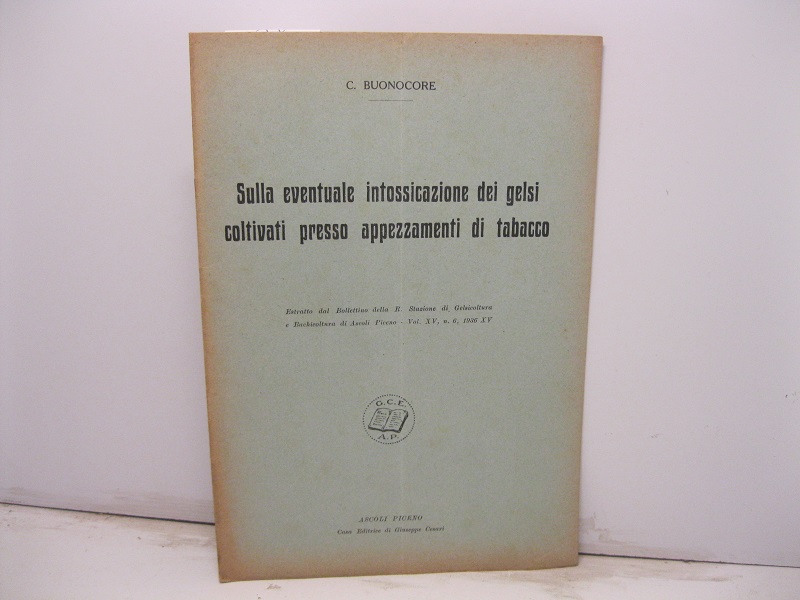 C. BUONOCORE
Sulla eventuale intossicazione dei gelsi
coltivati presso appezzamenti di tabacco
Estratto dal Bollettino della R. Stazione di Gelsicoltura
e Bachicoltura di Ascoli Piceno - Vol. XV, n. 6, 1936 XV
G.C.E.
A.P.
ASCOLI PICENO
Casa Editrice di Giuseppe Cesari